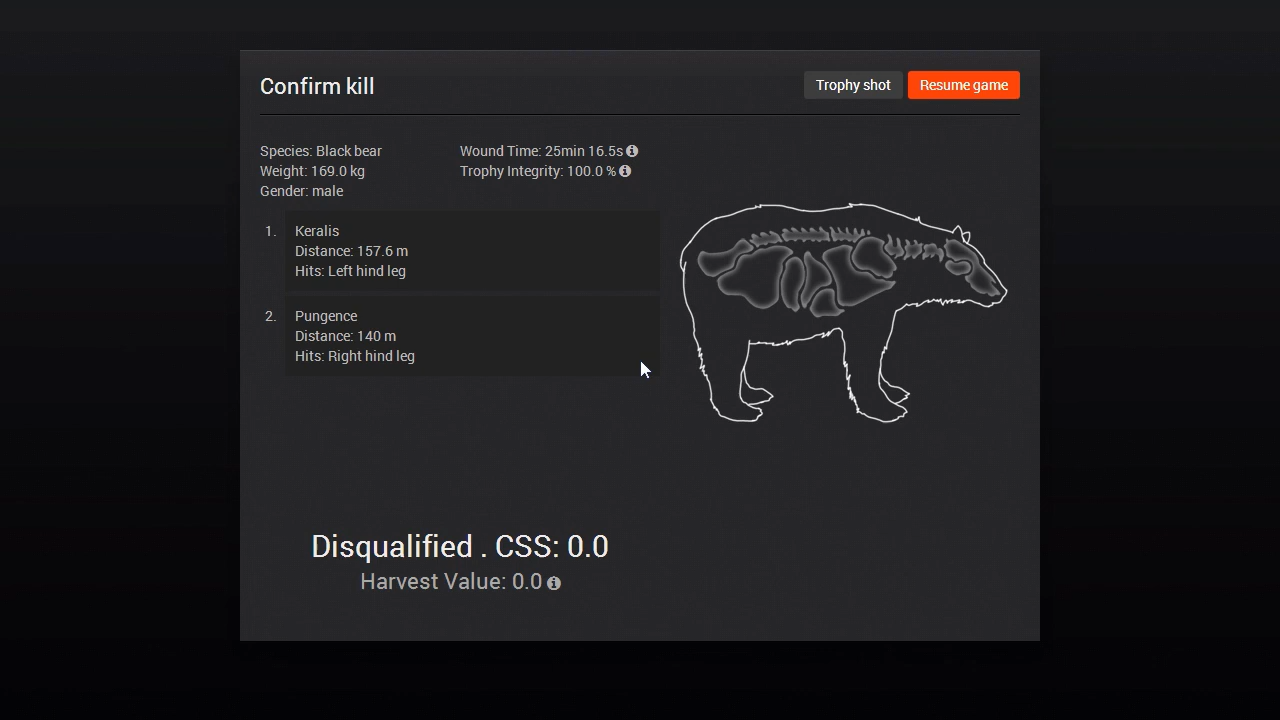 Confirm kill
Trophy shot
Resume game
Species: Black bear
Weight: 169.0 kg
Gender: male
Wound Time: 25min 16.5s
Trophy Integrity: 100.0 %
1.
Keralis
Distance: 157.6 m
Hits: Left hind leg
2.
Pungence
Distance: 140 m
Hits: Right hind leg
Disqualified . CSS: 0.0
Harvest Value: 0.0